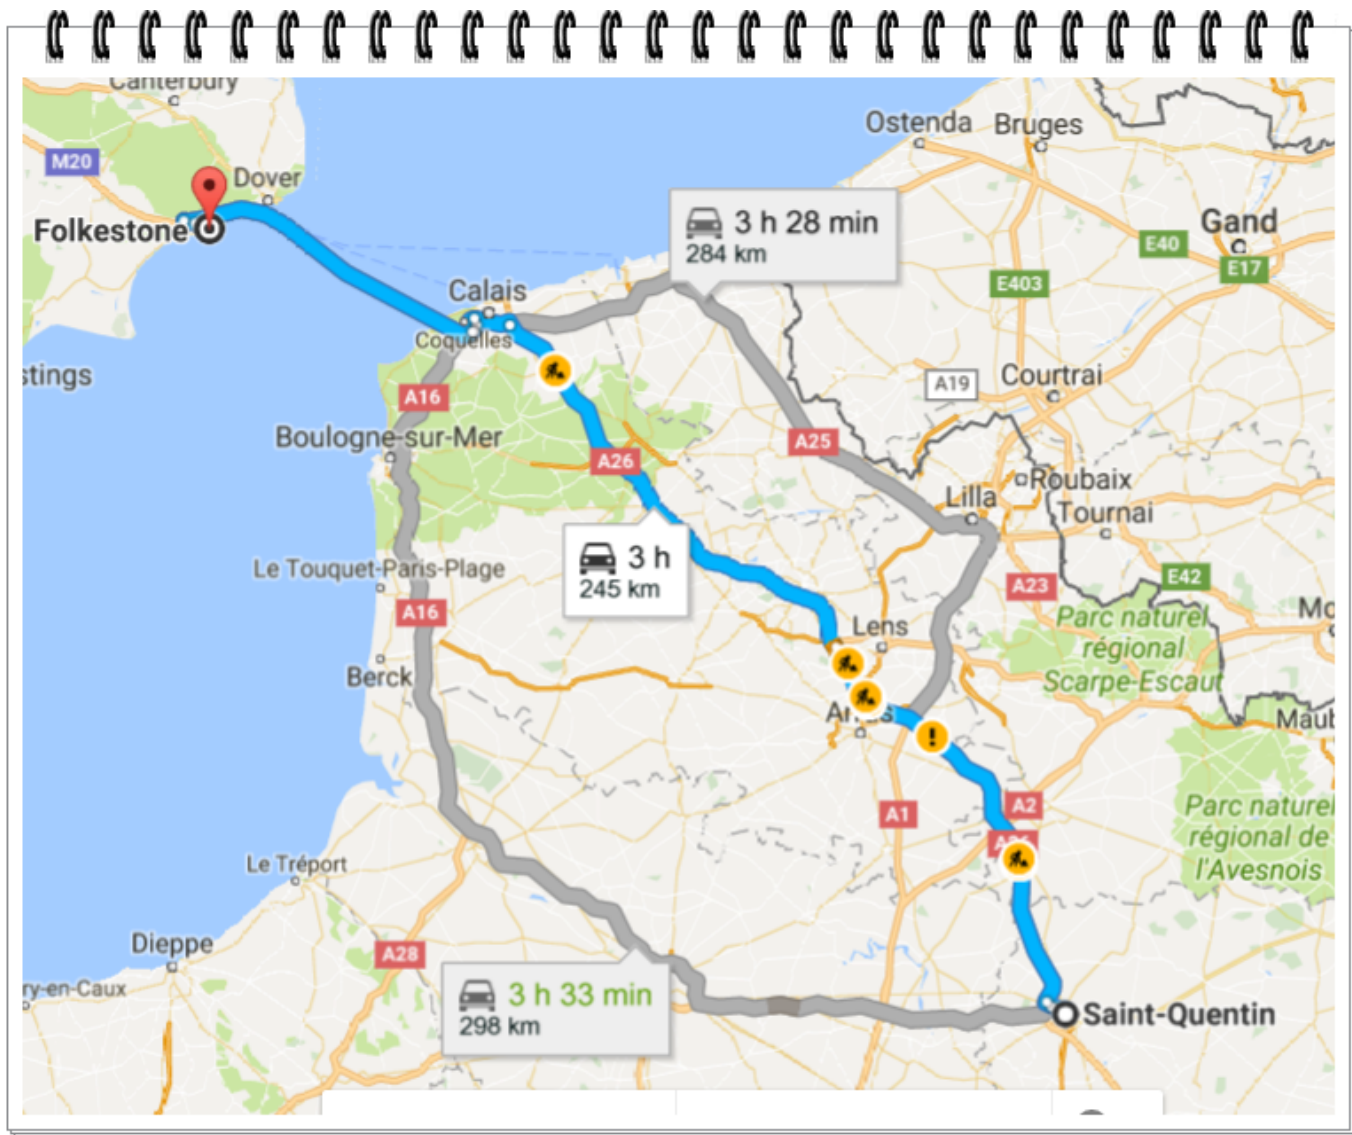 Canterbury
M20
Dover
Folkestone
Ostenda
Bruges
Gand
E40
E17
E403
3 h 28 min
284 km
Calais
Coquelles
stings
A16
A19
Courtrai
Boulogne-sur-Mer
A26
A25
Roubaix
Lilla
Tournai
3 h
245 km
Le Touquet-Paris-Plage
A16
A23
E42
Parc naturel
régional
Scarpe-Escaut
Mo
Lens
Berck
Maub
A1
A2
Parc naturel
régional de
l'Avesnois
Le Tréport
Dieppe
A28
ry-en-Caux
3 h 33 min
298 km
Saint-Quentin